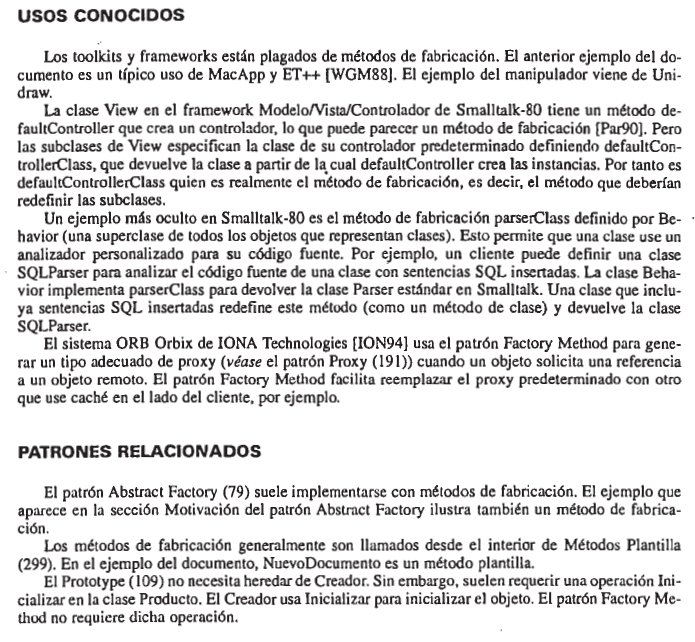 USOS CONOCIDOS
Los toolkits y frameworks están plagados de métodos de fabricación. El anterior ejemplo del do-
cumento es un típico uso de MacApp y ET++ [WGM88]. El ejemplo del manipulador viene de Uni-
draw.
La clase View en el framework Modelo/Vista/Controlador de Smalltalk-80 tiene un método de-
faultController que crea un controlador, lo que puede parecer un método de fabricación [Par90]. Pero
las subclases de View especifican la clase de su controlador predeterminado definiendo defaultCon-
trollerClass, que devuelve la clase a partir de la cual defaultController crea las instancias. Por tanto es
defaultControllerClass quien es realmente el método de fabricación, es decir, el método que deberían
redefinir las subclases.
Un ejemplo más oculto en Smalltalk-80 es el método de fabricación parserClass definido por Be-
havior (una superclase de todos los objetos que representan clases). Esto permite que una clase use un
analizador personalizado para su código fuente. Por ejemplo, un cliente puede definir una clase
SQLParser para analizar el código fuente de una clase con sentencias SQL insertadas. La clase Beha-
vior implementa parserClass para devolver la clase Parser estándar en Smalltalk. Una clase que inclu-
ya sentencias SQL insertadas redefine este método (como un método de clase) y devuelve la clase
SQLParser.
El sistema ORB Orbix de IONA Technologies [ION94] usa el patrón Factory Method para gene-
rar un tipo adecuado de proxy (véase el patrón Proxy (191)) cuando un objeto solicita una referencia
a un objeto remoto. El patrón Factory Method facilita reemplazar el proxy predeterminado con otro
que use caché en el lado del cliente, por ejemplo.
PATRONES RELACIONADOS
El patrón Abstract Factory (79) suele implementarse con métodos de fabricación. El ejemplo que
aparece en la sección Motivación del patrón Abstract Factory ilustra también un método de fabrica-
ción.
Los métodos de fabricación generalmente son llamados desde el interior de Métodos Plantilla
(299). En el ejemplo del documento, NuevoDocumento es un método plantilla.
El Prototype (109) no necesita heredar de Creador. Sin embargo, suelen requerir una operación Ini-
cializar en la clase Producto. El Creador usa Inicializar para inicializar el objeto. El patrón Factory Me-
thod no requiere dicha operación.